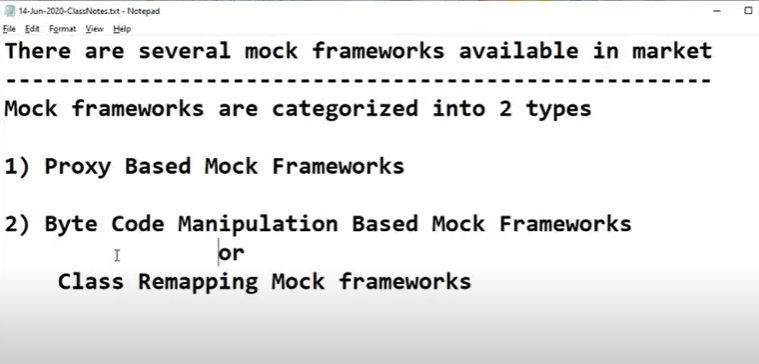 14-Jun-2020-ClassNotes.txt - Notepad
File Edit Format View Help
There are several mock frameworks available in market
-----------------------------------------------------
Mock frameworks are categorized into 2 types
1) Proxy Based Mock Frameworks
2) Byte Code Manipulation Based Mock Frameworks
or
Class Remapping Mock frameworks